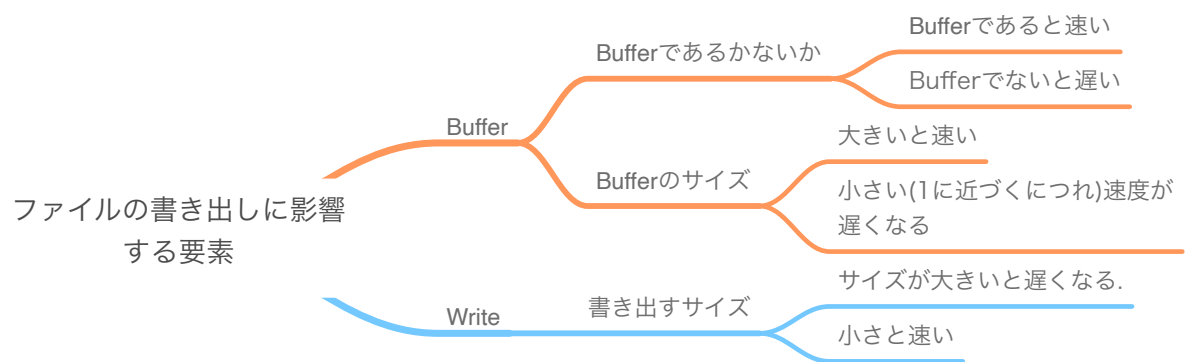 ファイルの書き出しに影響
する要素
Buffer
Bufferであるかないか
Bufferであると速い
Bufferでないと遅い
Bufferのサイズ
大きいと速い
小さい(1に近づくにつれ)速度が
遅くなる
Write
書き出すサイズ
サイズが大きいと遅くなる.
小さと速い